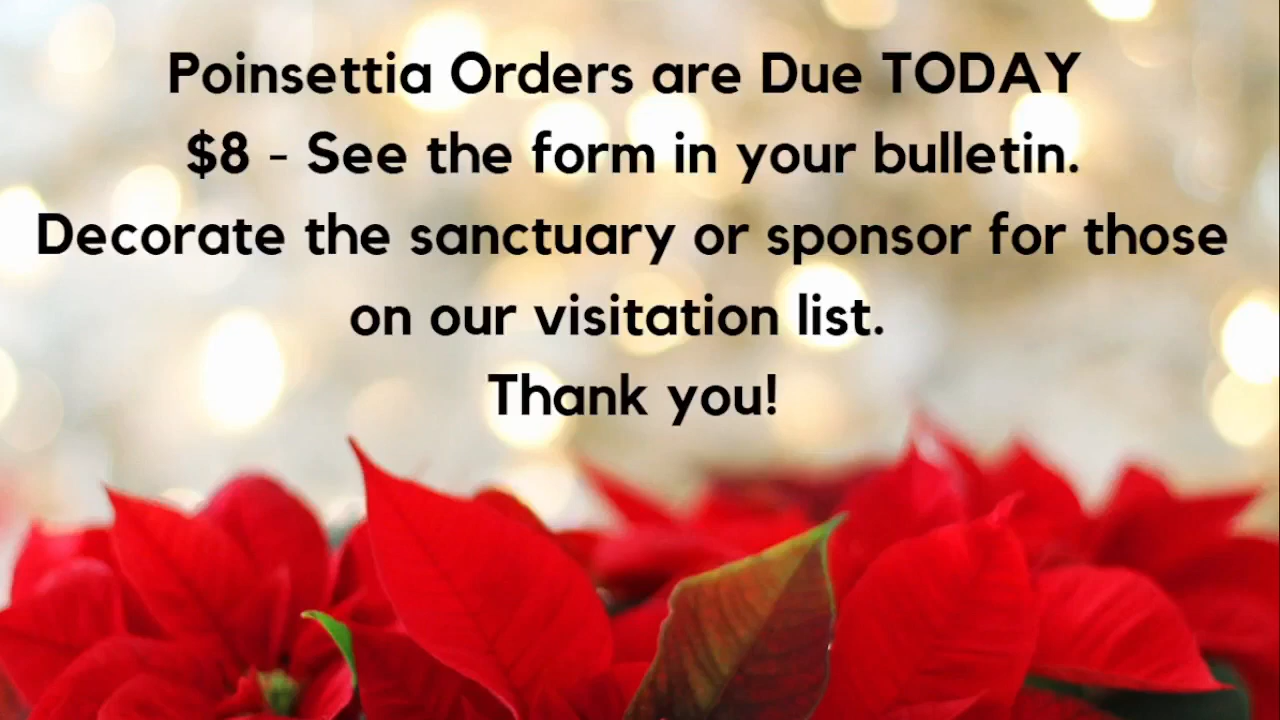 Poinsettia Orders are Due TODAY
$8 - See the form in your bulletin.
Decorate the sanctuary or sponsor for those
on our visitation list.
Thank you!